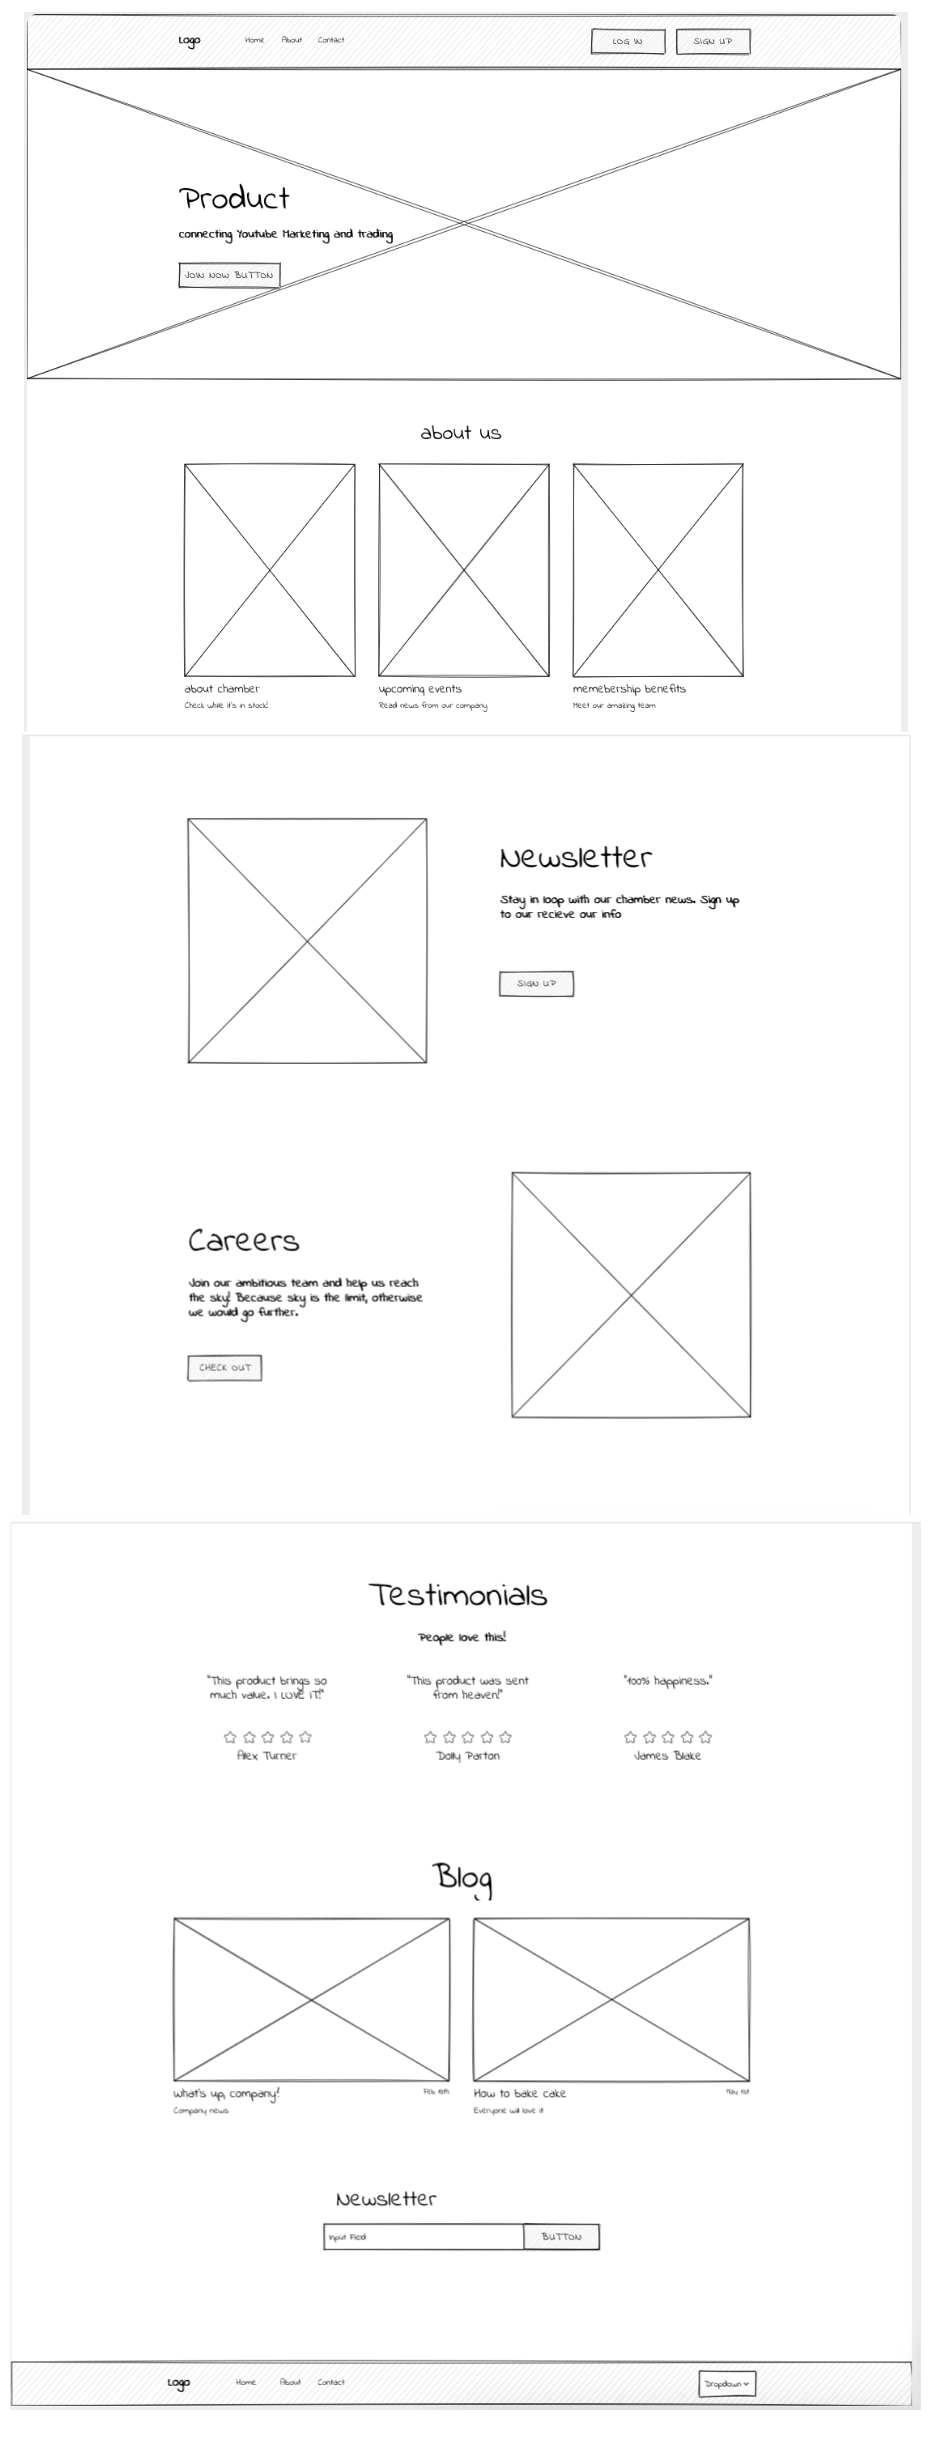 Logo Home About Contact LOG IN SIGN UP
Product
connecting Youtube Marketing and trading
JOIN NOW BUTTON
about us
about chamber
Check while it's in stock!
upcoming events
Read news from our company
memebership benefits
Meet our amazing team
Newsletter
Stay in loop with our chamber news. Sign up
to our recieve our info
SIGN UP
Careers
Join our ambitious team and help us reach
the sky! Because sky is the limit, otherwise
we would go further.
CHECK OUT
Testimonials
People love this!
"This product brings so
much value. I LOVE IT!"
Alex Turner
"This product was sent
from heaven!"
Dolly Parton
"100% happiness."
James Blake
Blog
What's up, company?
Feb
Company news
How to bake cake
May 1st
Everyone will love it
Newsletter
Input Field BUTTON
Logo Home About Contact Dropdown